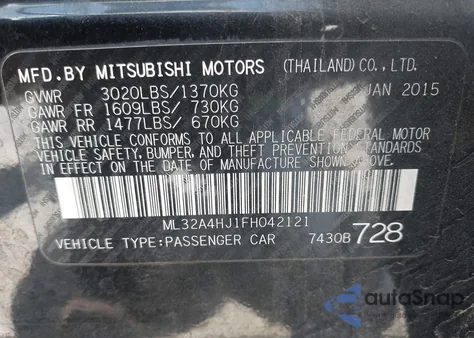 MFD.BY MITSUBISHI MOTORS (THAILAND) CO., LTD.
GVWR 3020LBS/1370KG JAN 2015
GAWR FR 1609LBS/ 730KG
GAWR RR 1477LBS/ 670KG
THIS VEHICLE CONFORMS TO ALL APPLICABLE FEDERAL MOTOR
VEHICLE SAFETY, BUMPER, AND THEFT PREVENTION STANDARDS
IN EFFECT ON THE DATE OF MANUFACTURE SHOWN ABOVE.
ML32A4HJ1FH042121
VEHICLE TYPE:PASSENGER CAR 7430B 728
autoSnap